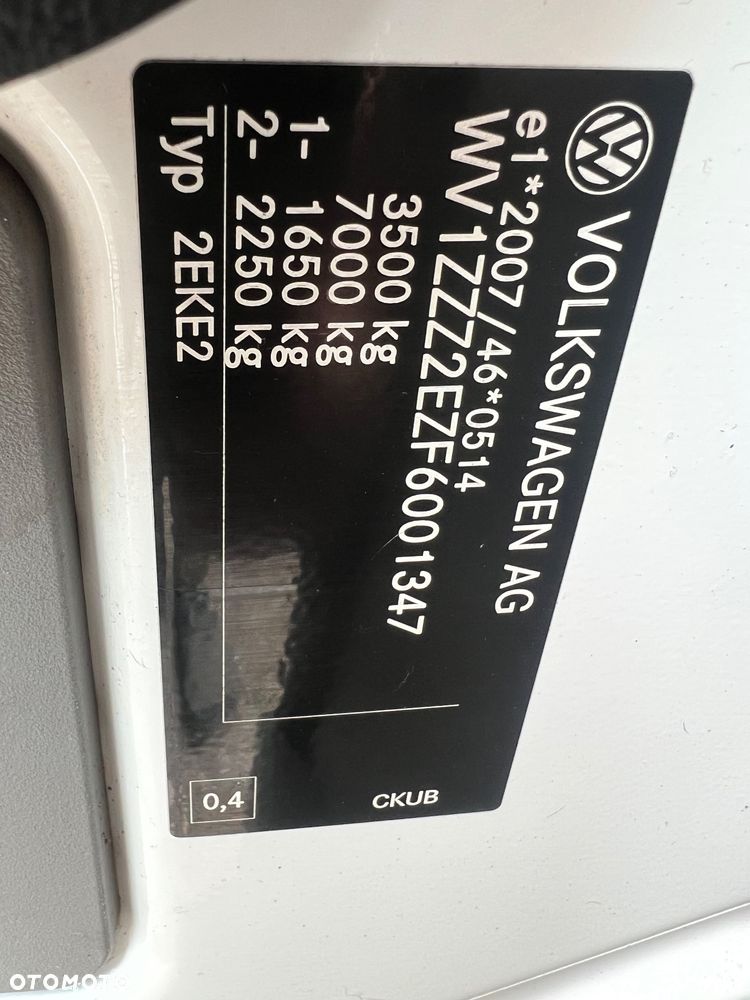 VOLKSWAGEN AG
e1*2007/46*0514
WV1ZZZ2EZF6001347
3500 kg
7000 kg
1- 1650 kg
2- 2250 kg
Typ 2EKE2
CKUB
0,4
OTOMOTO